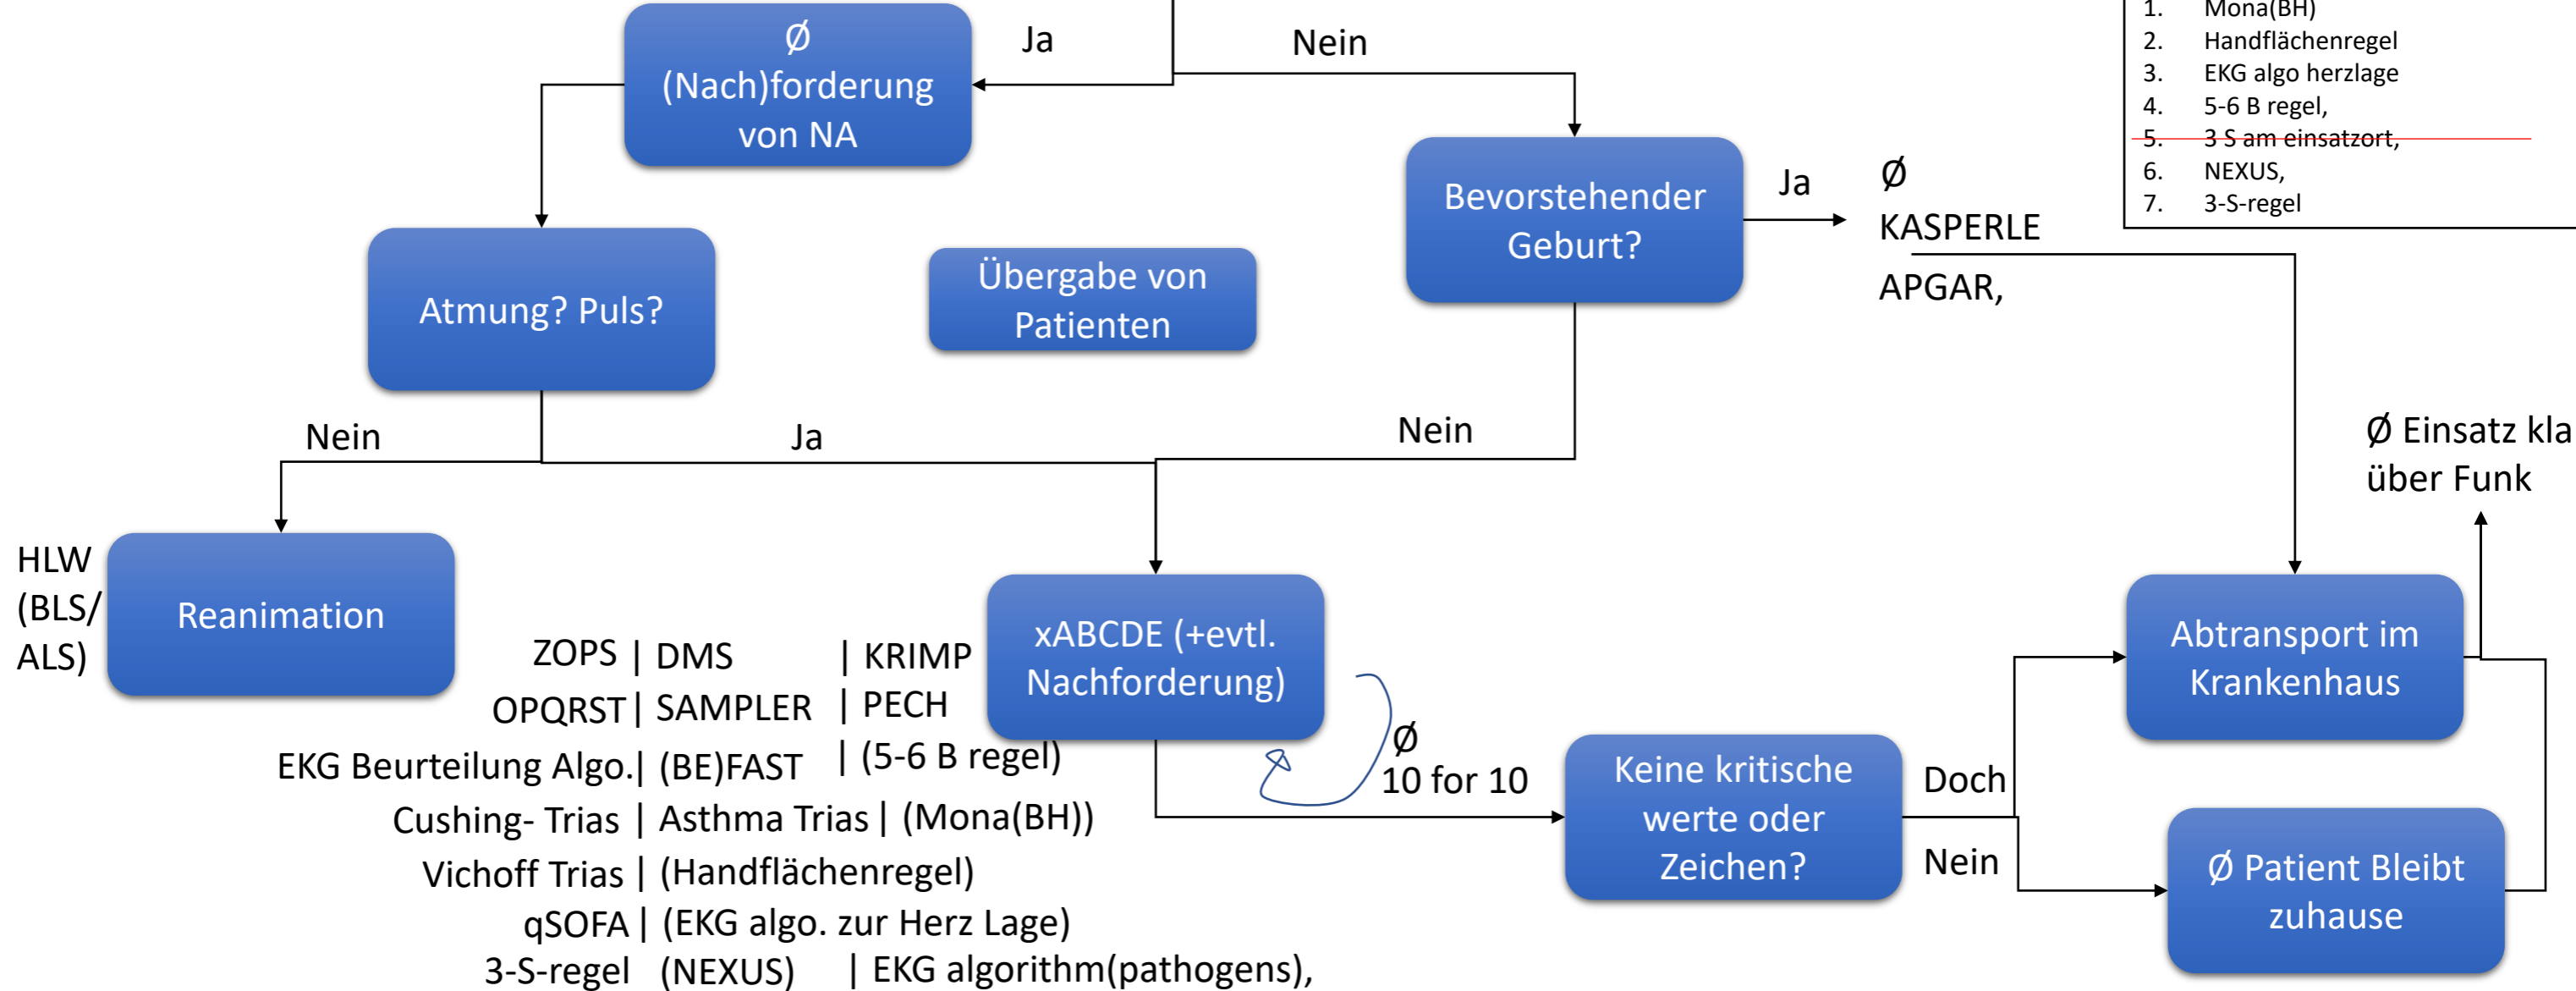 Ø
(Nach)forderung
von NA
Ja
Nein
1. Mona(BH)
2. Handflächenregel
3. EKG algo herzlage
4. 5-6 B regel,
5. 3 S am einsatzort,
6. NEXUS,
7. 3-S-regel
Bevorstehender
Geburt?
Ja
Ø
KASPERLE
APGAR,
Atmung? Puls?
Übergabe von
Patienten
Nein
Ja
Nein
Ø Einsatz kla
über Funk
HLW
(BLS/
ALS)
Reanimation
ZOPS | DMS | KRIMP
OPQRST | SAMPLER | PECH
EKG Beurteilung Algo. | (BE)FAST | (5-6 B regel)
Cushing- Trias | Asthma Trias | (Mona(BH))
Vichoff Trias | (Handflächenregel)
qSOFA | (EKG algo. zur Herz Lage)
3-S-regel (NEXUS) | EKG algorithm(pathogens),
xABCDE (+evtl.
Nachforderung)
Ø
10 for 10
Keine kritische
werte oder
Zeichen?
Doch
Nein
Abtransport im
Krankenhaus
Ø Patient Bleibt
zuhause